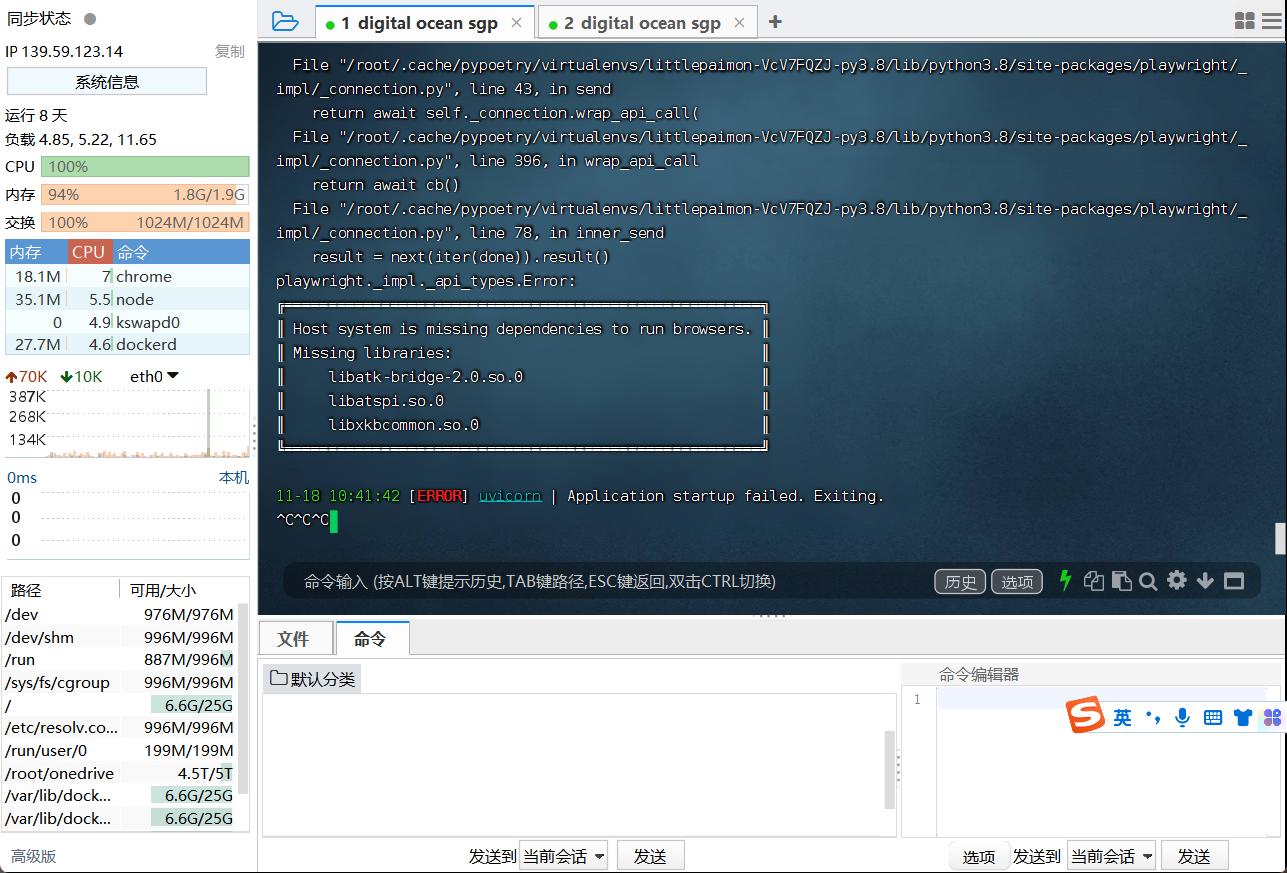 同步状态
IP 139.59.123.14
复制
系统信息
运行 8 天
负载 4.85, 5.22, 11.65
CPU 100%
内存 94% 1.8G/1.9G
交换 100% 1024M/1024M
内存 CPU 命令
18.1M 7 chrome
35.1M 5.5 node
0 4.9 kswapd0
27.7M 4.6 dockerd
70K 10K eth0
387K
268K
134K
0ms 本机
0
0
0
路径 可用/大小
/dev 976M/976M
/dev/shm 996M/996M
/run 887M/996M
/sys/fs/cgroup 996M/996M
/ 6.6G/25G
/etc/resolv.co... 996M/996M
/run/user/0 199M/199M
/root/onedrive 4.5T/5T
/var/lib/dock... 6.6G/25G
/var/lib/dock... 6.6G/25G
高级版
1 digital ocean sgp
2 digital ocean sgp
File "/root/.cache/pypoetry/virtualenvs/littlepaimon-VcV7FQZJ-py3.8/lib/python3.8/site-packages/playwright/_
impl/_connection.py", line 43, in send
return await self._connection.wrap_api_call(
File "/root/.cache/pypoetry/virtualenvs/littlepaimon-VcV7FQZJ-py3.8/lib/python3.8/site-packages/playwright/_
impl/_connection.py", line 396, in wrap_api_call
return await cb()
File "/root/.cache/pypoetry/virtualenvs/littlepaimon-VcV7FQZJ-py3.8/lib/python3.8/site-packages/playwright/_
impl/_connection.py", line 78, in inner_send
result = next(iter(done)).result()
playwright._impl._api_types.Error:
Host system is missing dependencies to run browsers.
Missing libraries:
libatk-bridge-2.0.so.0
libatspi.so.0
libxkbcommon.so.0
11-18 10:41:42 [ERROR] uvicorn | Application startup failed. Exiting.
^C^C^C
命令输入 (按ALT键提示历史,TAB键路径,ESC键返回,双击CTRL切换)
历史
选项
文件
命令
默认分类
命令编辑器
1
S 英
发送到 当前会话 发送
选项 发送到 当前会话 发送